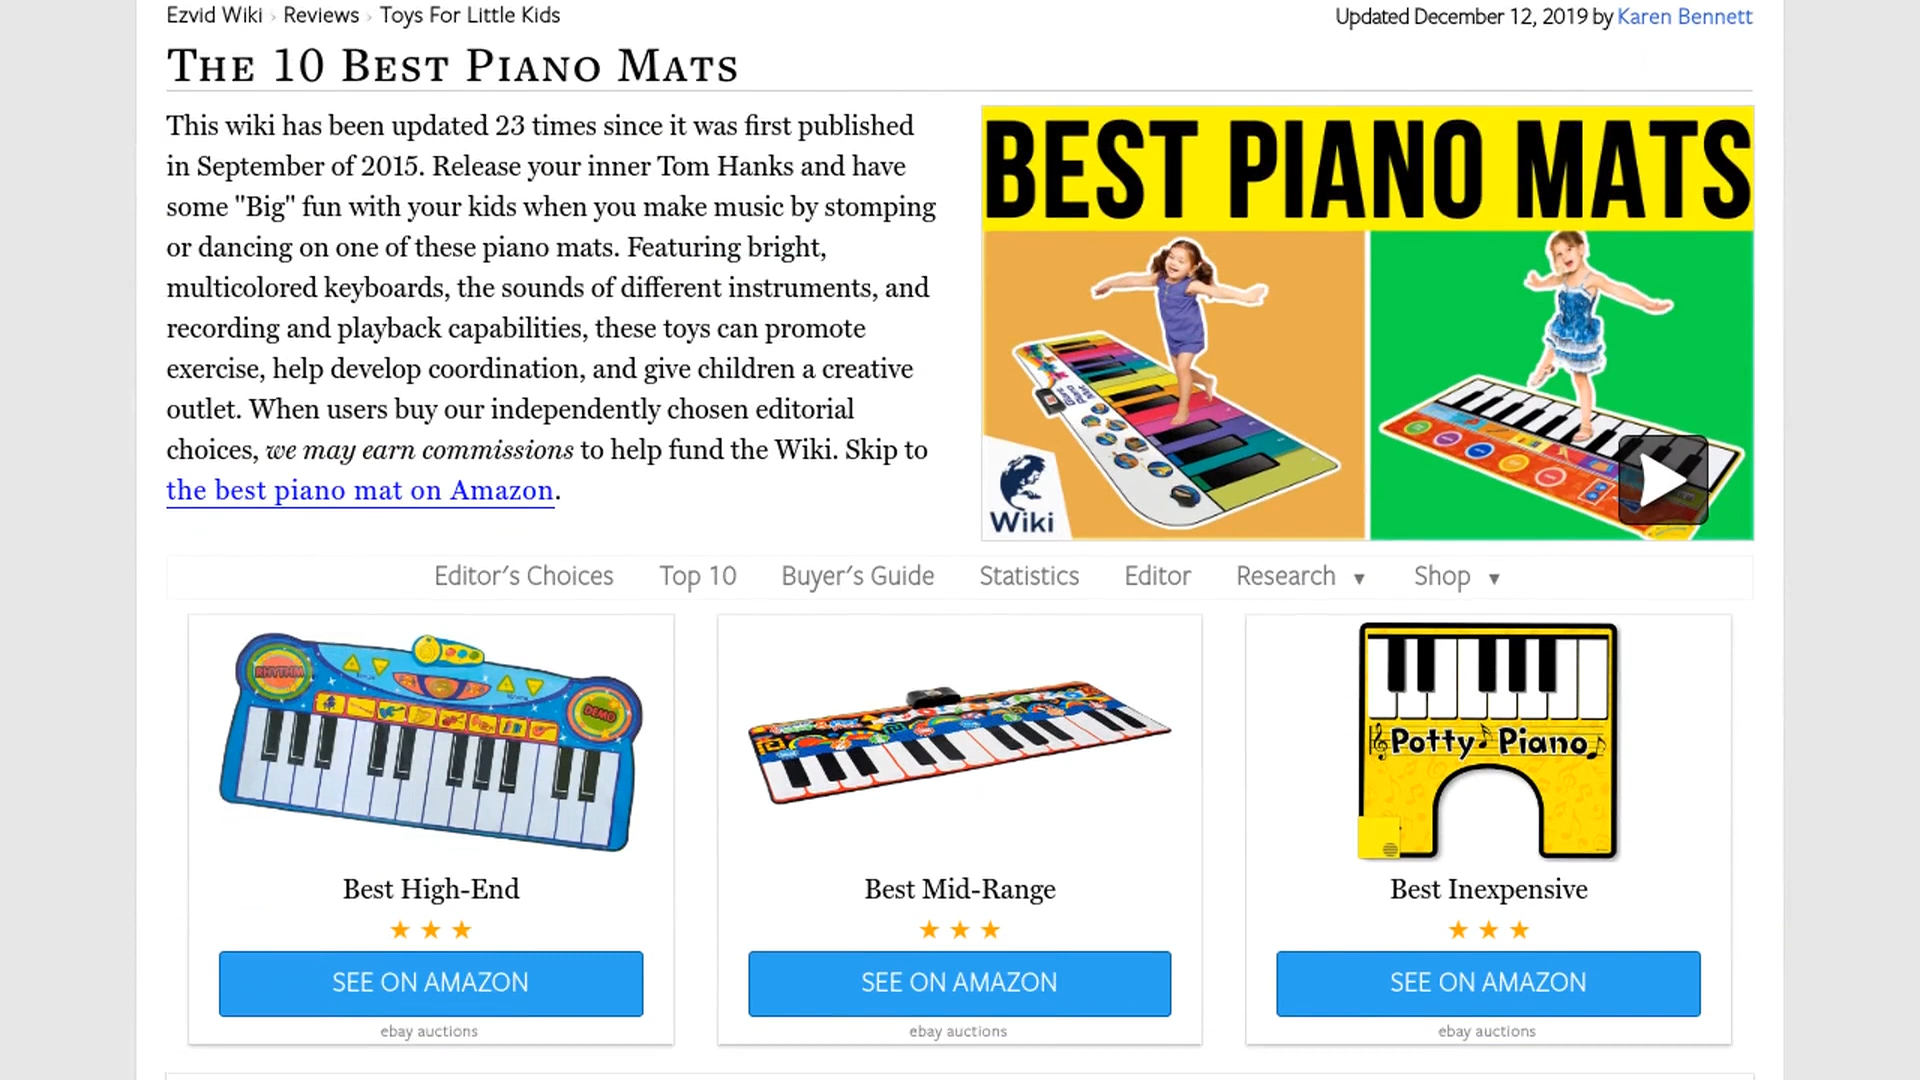 Ezvid Wiki › Reviews › Toys For Little Kids
Updated December 12, 2019 by Karen Bennett
The 10 Best Piano Mats
This wiki has been updated 23 times since it was first published
in September of 2015. Release your inner Tom Hanks and have
some "Big" fun with your kids when you make music by stomping
or dancing on one of these piano mats. Featuring bright,
multicolored keyboards, the sounds of different instruments, and
recording and playback capabilities, these toys can promote
exercise, help develop coordination, and give children a creative
outlet. When users buy our independently chosen editorial
choices, we may earn commissions to help fund the Wiki. Skip to
the best piano mat on Amazon.
BEST PIANO MATS
Wiki
Editor's Choices Top 10 Buyer's Guide Statistics Editor Research ▼ Shop ▼
RHYTHM
DEMO
Potty Piano
Best High-End
Best Mid-Range
Best Inexpensive
SEE ON AMAZON
SEE ON AMAZON
SEE ON AMAZON
ebay auctions
ebay auctions
ebay auctions